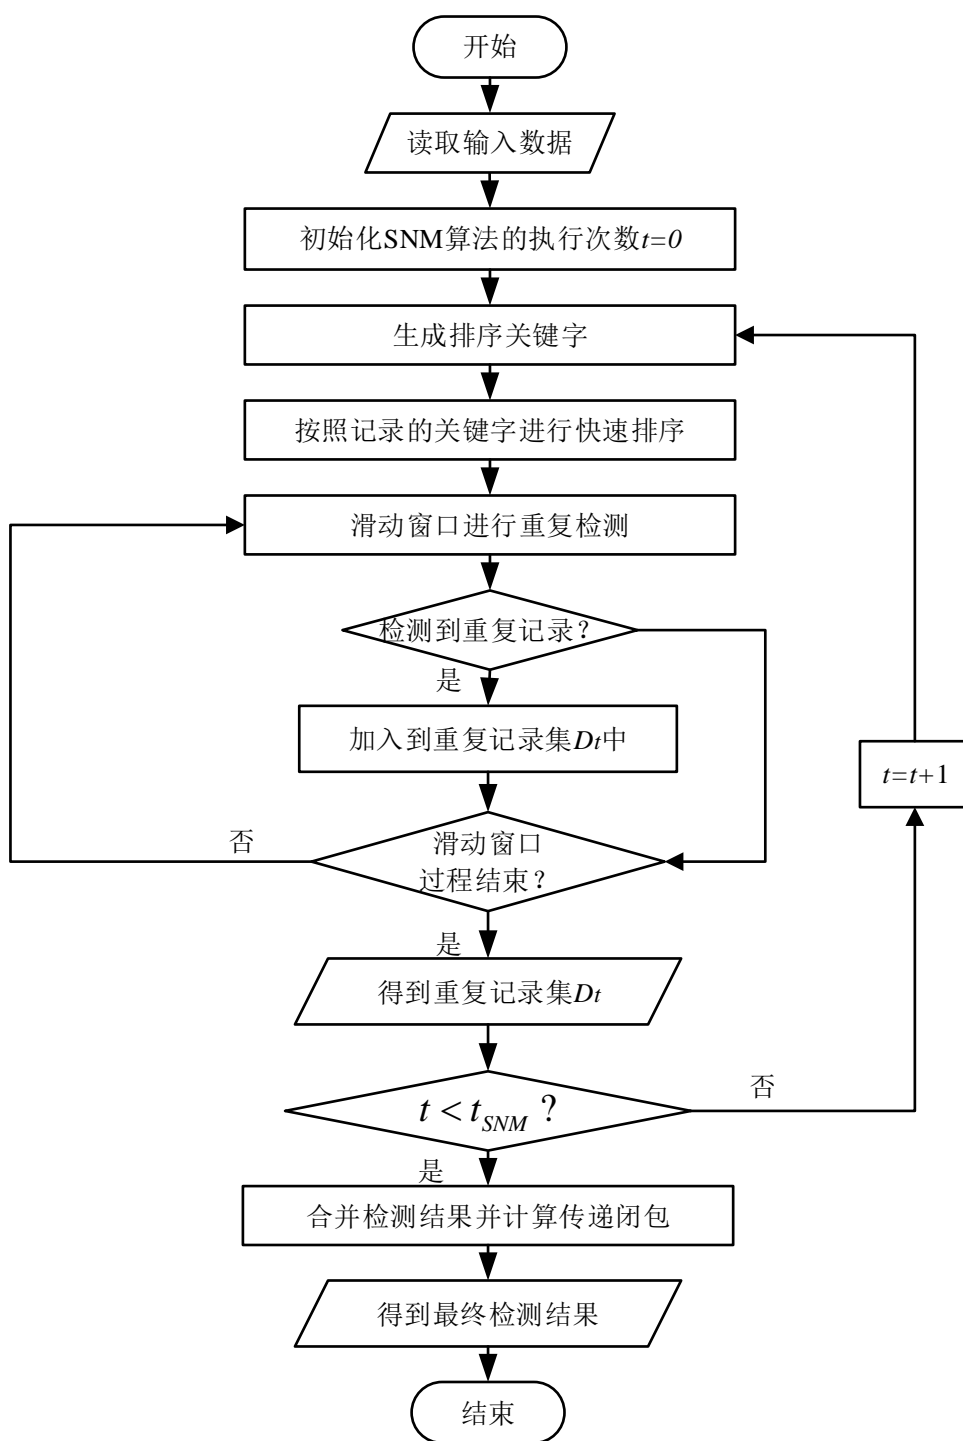 开始
读取输入数据
初始化SNM算法的执行次数t=0
生成排序关键字
按照记录的关键字进行快速排序
滑动窗口进行重复检测
检测到重复记录?
是
加入到重复记录集Dt中
t=t+1
否
滑动窗口
过程结束?
是
得到重复记录集Dt
否
t < tSNM ?
是
合并检测结果并计算传递闭包
得到最终检测结果
结束